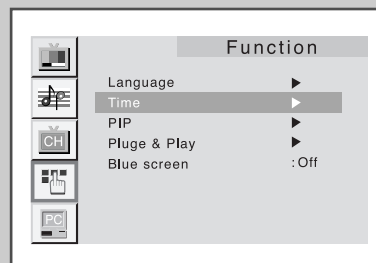 Function
Language ▶
Time ▶
PIP ▶
Pluge & Play ▶
Blue screen : Off
CH
PC